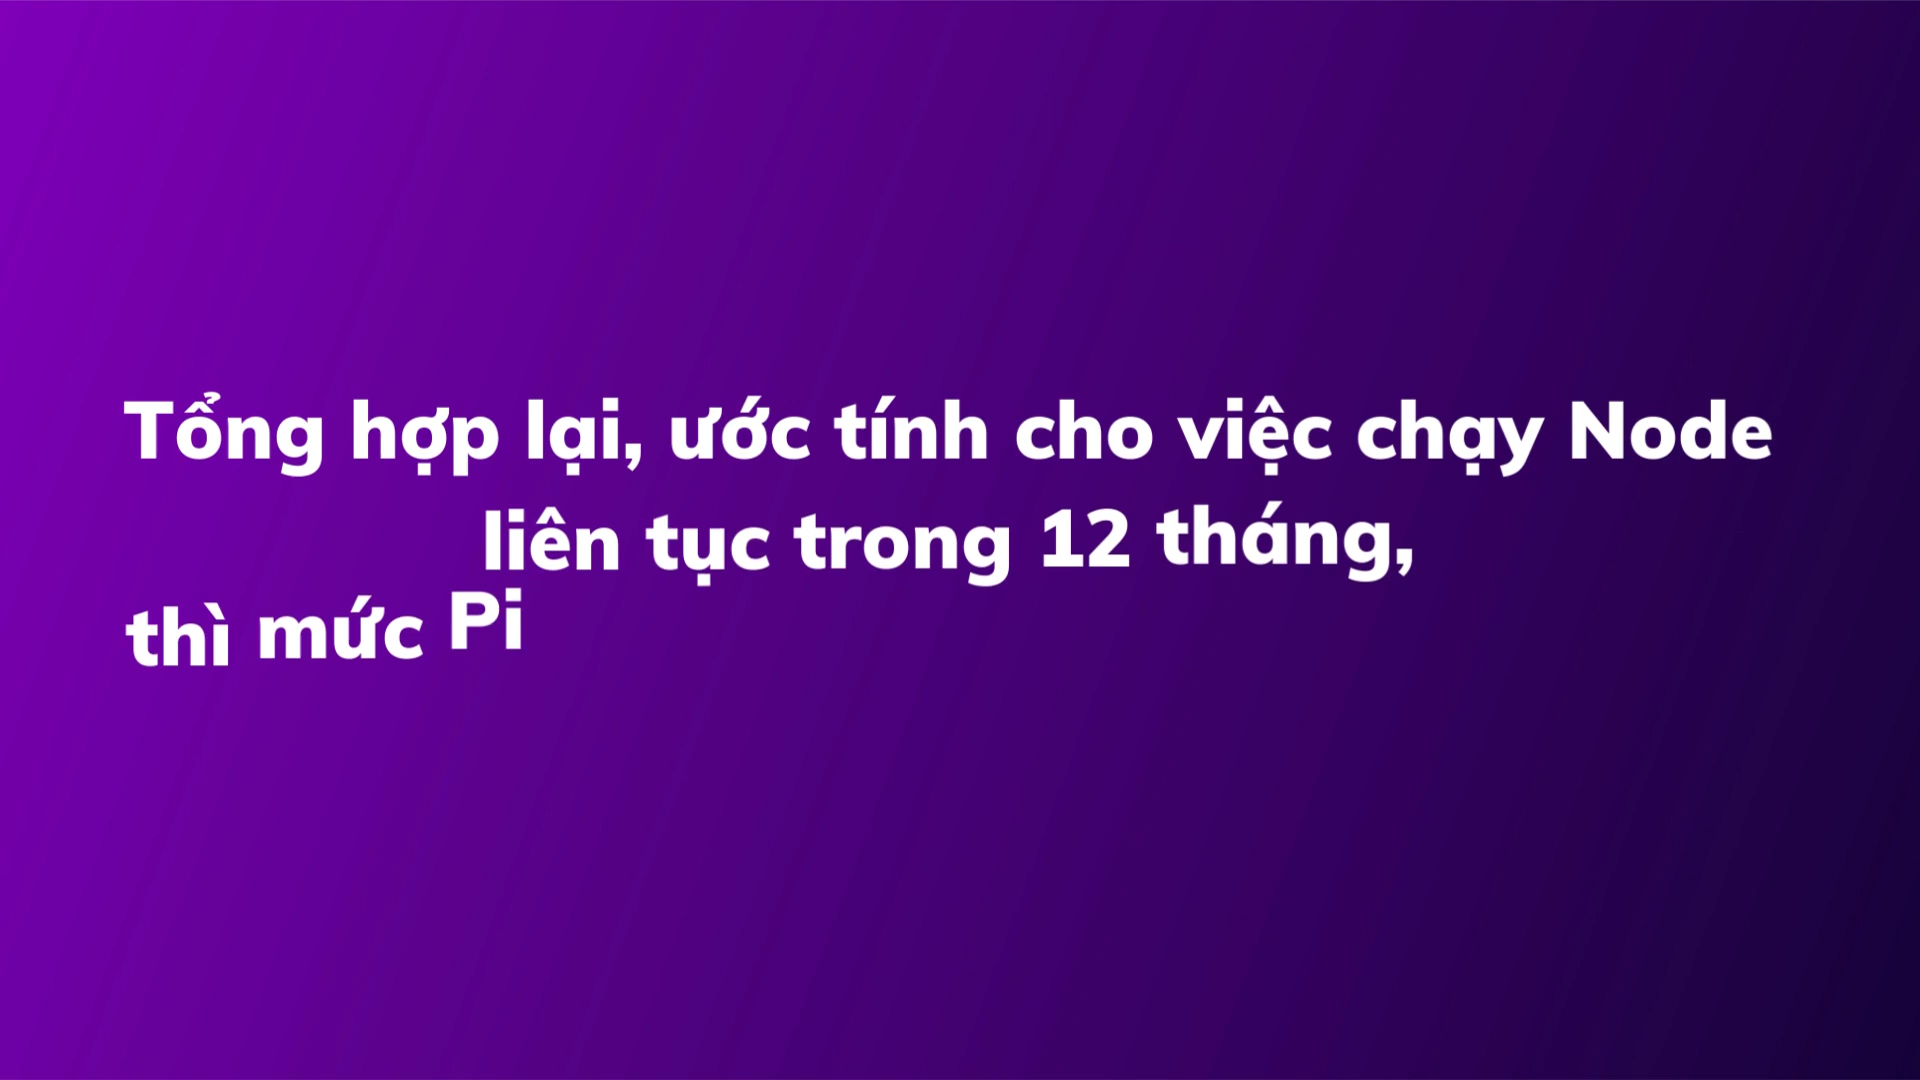 Tổng hợp lại, ước tính cho việc chạy Node
liên tục trong 12 tháng,
thì mức Pi